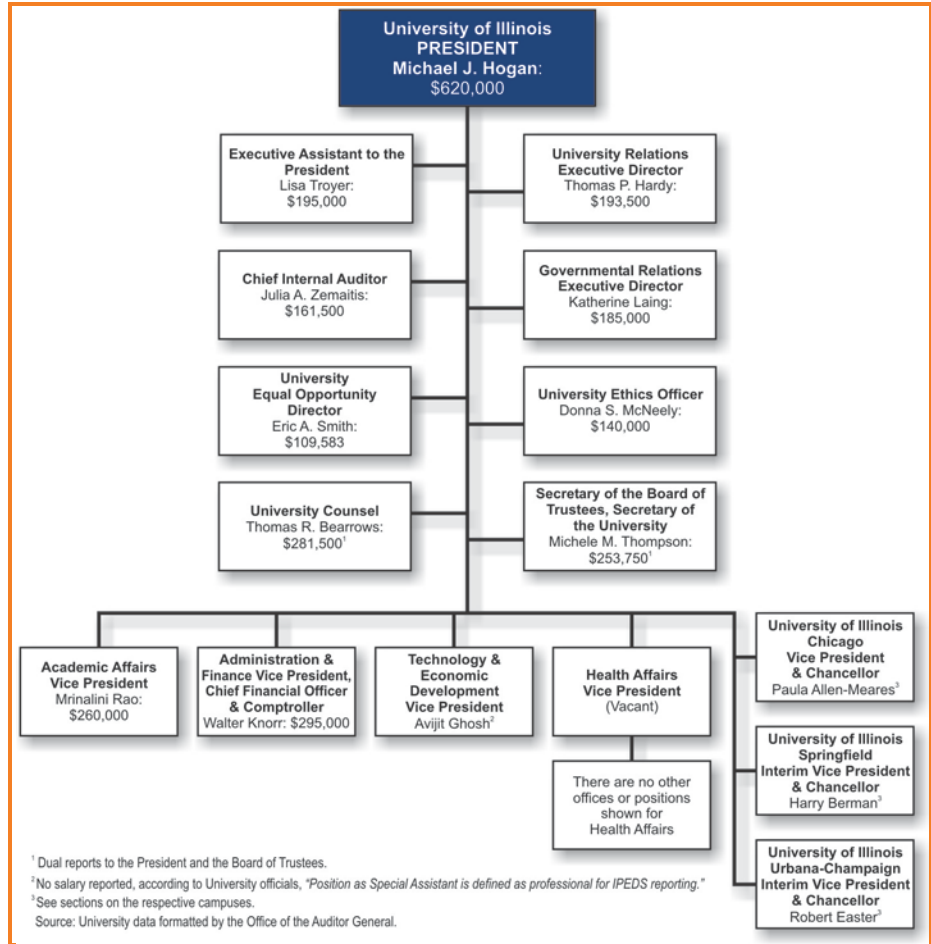 University of Illinois
PRESIDENT
Michael J. Hogan:
$620,000
Executive Assistant to the
President
Lisa Troyer:
$195,000
University Relations
Executive Director
Thomas P. Hardy:
$193,500
Chief Internal Auditor
Julia A. Zemaitis:
$161,500
Governmental Relations
Executive Director
Katherine Laing:
$185,000
University
Equal Opportunity
Director
Eric A. Smith:
$109,583
University Ethics Officer
Donna S. McNeely:
$140,000
University Counsel
Thomas R. Bearrows:
$281,500¹
Secretary of the Board of
Trustees, Secretary of
the University
Michele M. Thompson:
$253,750¹
Academic Affairs
Vice President
Mrinalini Rao:
$260,000
Administration &
Finance Vice President,
Chief Financial Officer
& Comptroller
Walter Knorr: $295,000
Technology &
Economic
Development
Vice President
Avijit Ghosh²
Health Affairs
Vice President
(Vacant)
There are no other
offices or positions
shown for
Health Affairs
University of Illinois
Chicago
Vice President
& Chancellor
Paula Allen-Meares³
University of Illinois
Springfield
Interim Vice President
& Chancellor
Harry Berman³
University of Illinois
Urbana-Champaign
Interim Vice President
& Chancellor
Robert Easter³
¹ Dual reports to the President and the Board of Trustees.
² No salary reported, according to University officials, “Position as Special Assistant is defined as professional for IPEDS reporting.”
³ See sections on the respective campuses.
Source: University data formatted by the Office of the Auditor General.